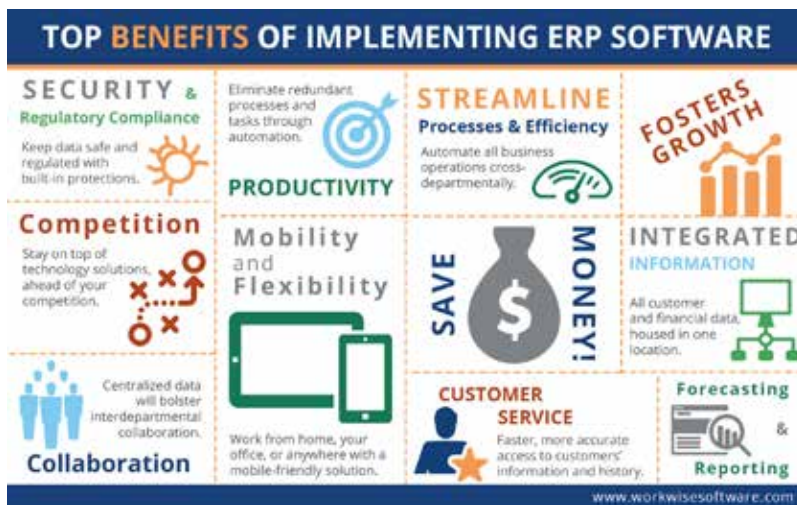 TOP BENEFITS OF IMPLEMENTING ERP SOFTWARE
SECURITY &
Regulatory Compliance
Keep data safe and
regulated with
built-in protections.
Eliminate redundant
processes and
tasks through
automation.
PRODUCTIVITY
STREAMLINE
Processes & Efficiency
Automate all business
operations cross-
departmentally.
FOSTERS
GROWTH
Competition
Stay on top of
technology solutions,
ahead of your
competition.
Mobility
and
Flexibility
Work from home, your
office, or anywhere with a
mobile-friendly solution.
SAVE
$
MONEY!
INTEGRATED
INFORMATION
All customer
and financial data,
housed in one
location.
Centralized data
will bolster
interdepartmental
collaboration.
Collaboration
CUSTOMER
SERVICE
Faster, more accurate
access to customers'
information and history.
Forecasting
&
Reporting
www.workwisesoftware.com